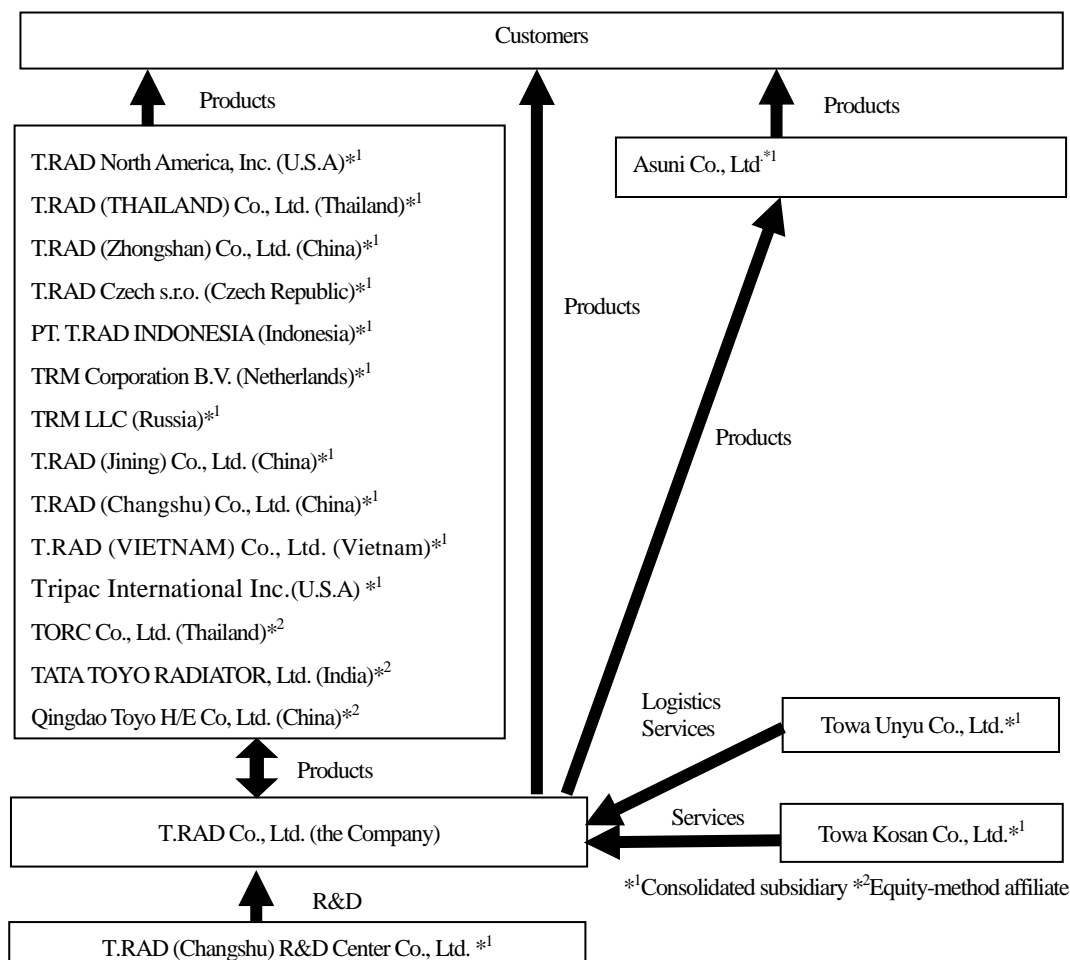 Customers
Products
Products
T.RAD North America, Inc. (U.S.A)*1
T.RAD (THAILAND) Co., Ltd. (Thailand)*1
T.RAD (Zhongshan) Co., Ltd. (China)*1
T.RAD Czech s.r.o. (Czech Republic)*1
PT. T.RAD INDONESIA (Indonesia)*1
TRM Corporation B.V. (Netherlands)*1
TRM LLC (Russia)*1
T.RAD (Jining) Co., Ltd. (China)*1
T.RAD (Changshu) Co., Ltd. (China)*1
T.RAD (VIETNAM) Co., Ltd. (Vietnam)*1
Tripac International Inc.(U.S.A) *1
TORC Co., Ltd. (Thailand)*2
TATA TOYO RADIATOR, Ltd. (India)*2
Qingdao Toyo H/E Co, Ltd. (China)*2
Asuni Co., Ltd.*1
Products
Products
Logistics
Services
Towa Unyu Co., Ltd.*1
Products
T.RAD Co., Ltd. (the Company)
Services
Towa Kosan Co., Ltd.*1
*1Consolidated subsidiary *2Equity-method affiliate
R&D
T.RAD (Changshu) R&D Center Co., Ltd. *1